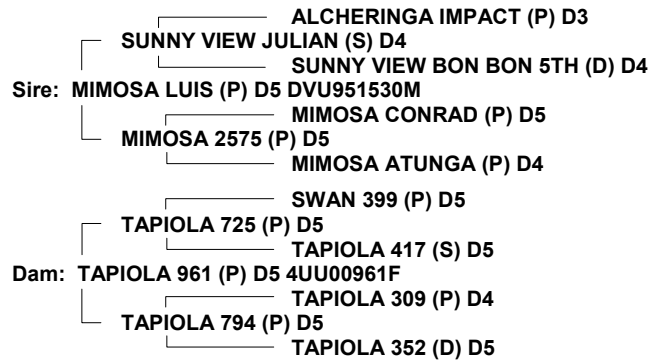 ALCHERINGA IMPACT (P) D3
SUNNY VIEW JULIAN (S) D4
SUNNY VIEW BON BON 5TH (D) D4
Sire: MIMOSA LUIS (P) D5 DVU951530M
MIMOSA CONRAD (P) D5
MIMOSA 2575 (P) D5
MIMOSA ATUNGA (P) D4
SWAN 399 (P) D5
TAPIOLA 725 (P) D5
TAPIOLA 417 (S) D5
Dam: TAPIOLA 961 (P) D5 4UU00961F
TAPIOLA 309 (P) D4
TAPIOLA 794 (P) D5
TAPIOLA 352 (D) D5